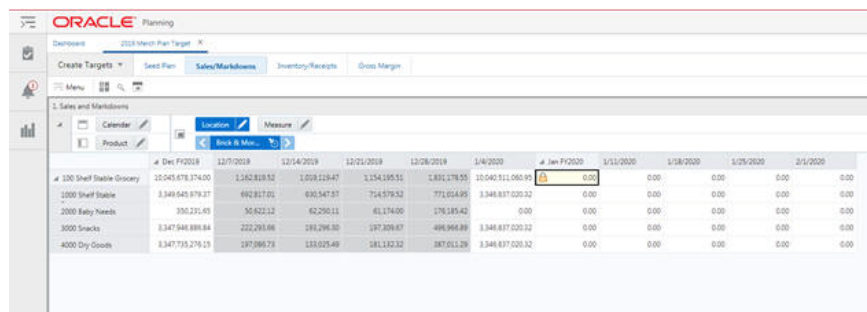 ORACLE Planning
Dashboard 2019 Merch Plan Target X
Create Targets Seed Plan Sales/Markdowns Inventory/Receipts Gross Margin
Menu
1. Sales and Markdowns
Calendar Location Measure
Product Brick & Mor...
Dec FY2019 12/7/2019 12/14/2019 12/21/2019 12/28/2019 1/4/2020 Jan FY2020 1/11/2020 1/18/2020 1/25/2020 2/1/2020
100 Shelf Stable Grocery 10,045,678,374.00 1,162,819.52 1,019,119.47 1,154,195.51 1,831,178.55 10,040,511,060.95 0.00 0.00 0.00 0.00 0.00
1000 Shelf Stable 3,349,645,979.37 692,817.01 630,547.57 714,579.52 771,014.95 3,346,837,020.32 0.00 0.00 0.00 0.00 0.00
2000 Baby Needs 350,231.65 50,622.12 62,250.11 61,174.00 176,185.42 0.00 0.00 0.00 0.00 0.00 0.00
3000 Snacks 3,347,946,886.84 222,293.66 193,296.30 197,309.67 496,966.89 3,346,837,020.32 0.00 0.00 0.00 0.00 0.00
4000 Dry Goods 3,347,735,276.15 197,086.73 133,025.49 181,132.32 387,011.29 3,346,837,020.32 0.00 0.00 0.00 0.00 0.00